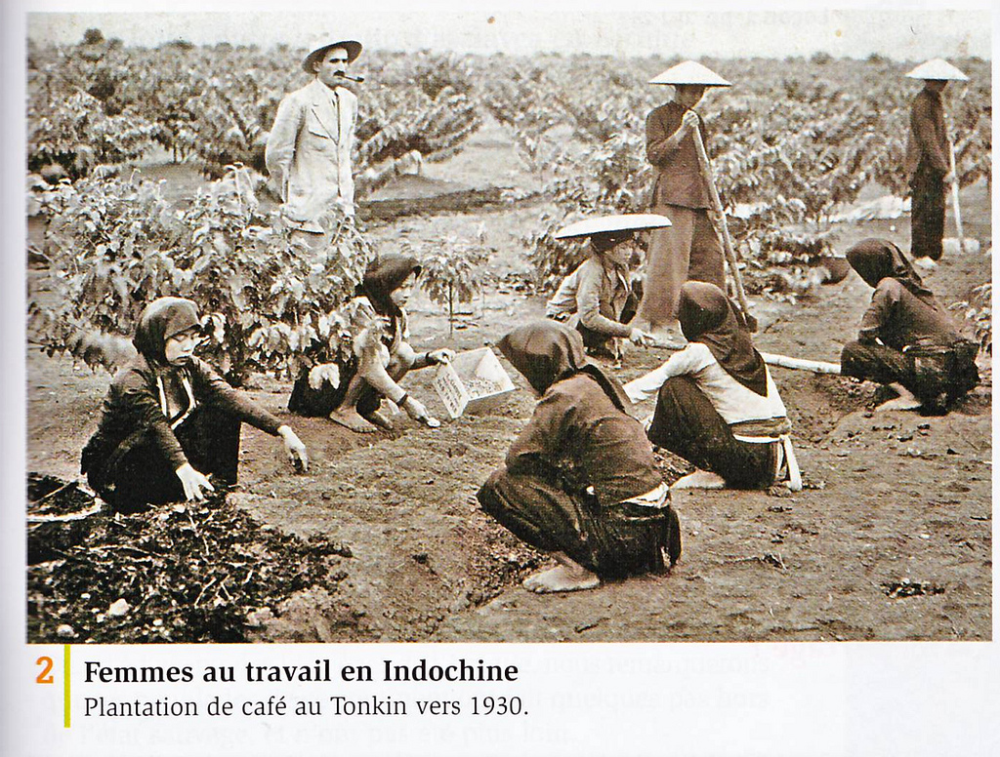 2
Femmes au travail en Indochine
Plantation de café au Tonkin vers 1930.